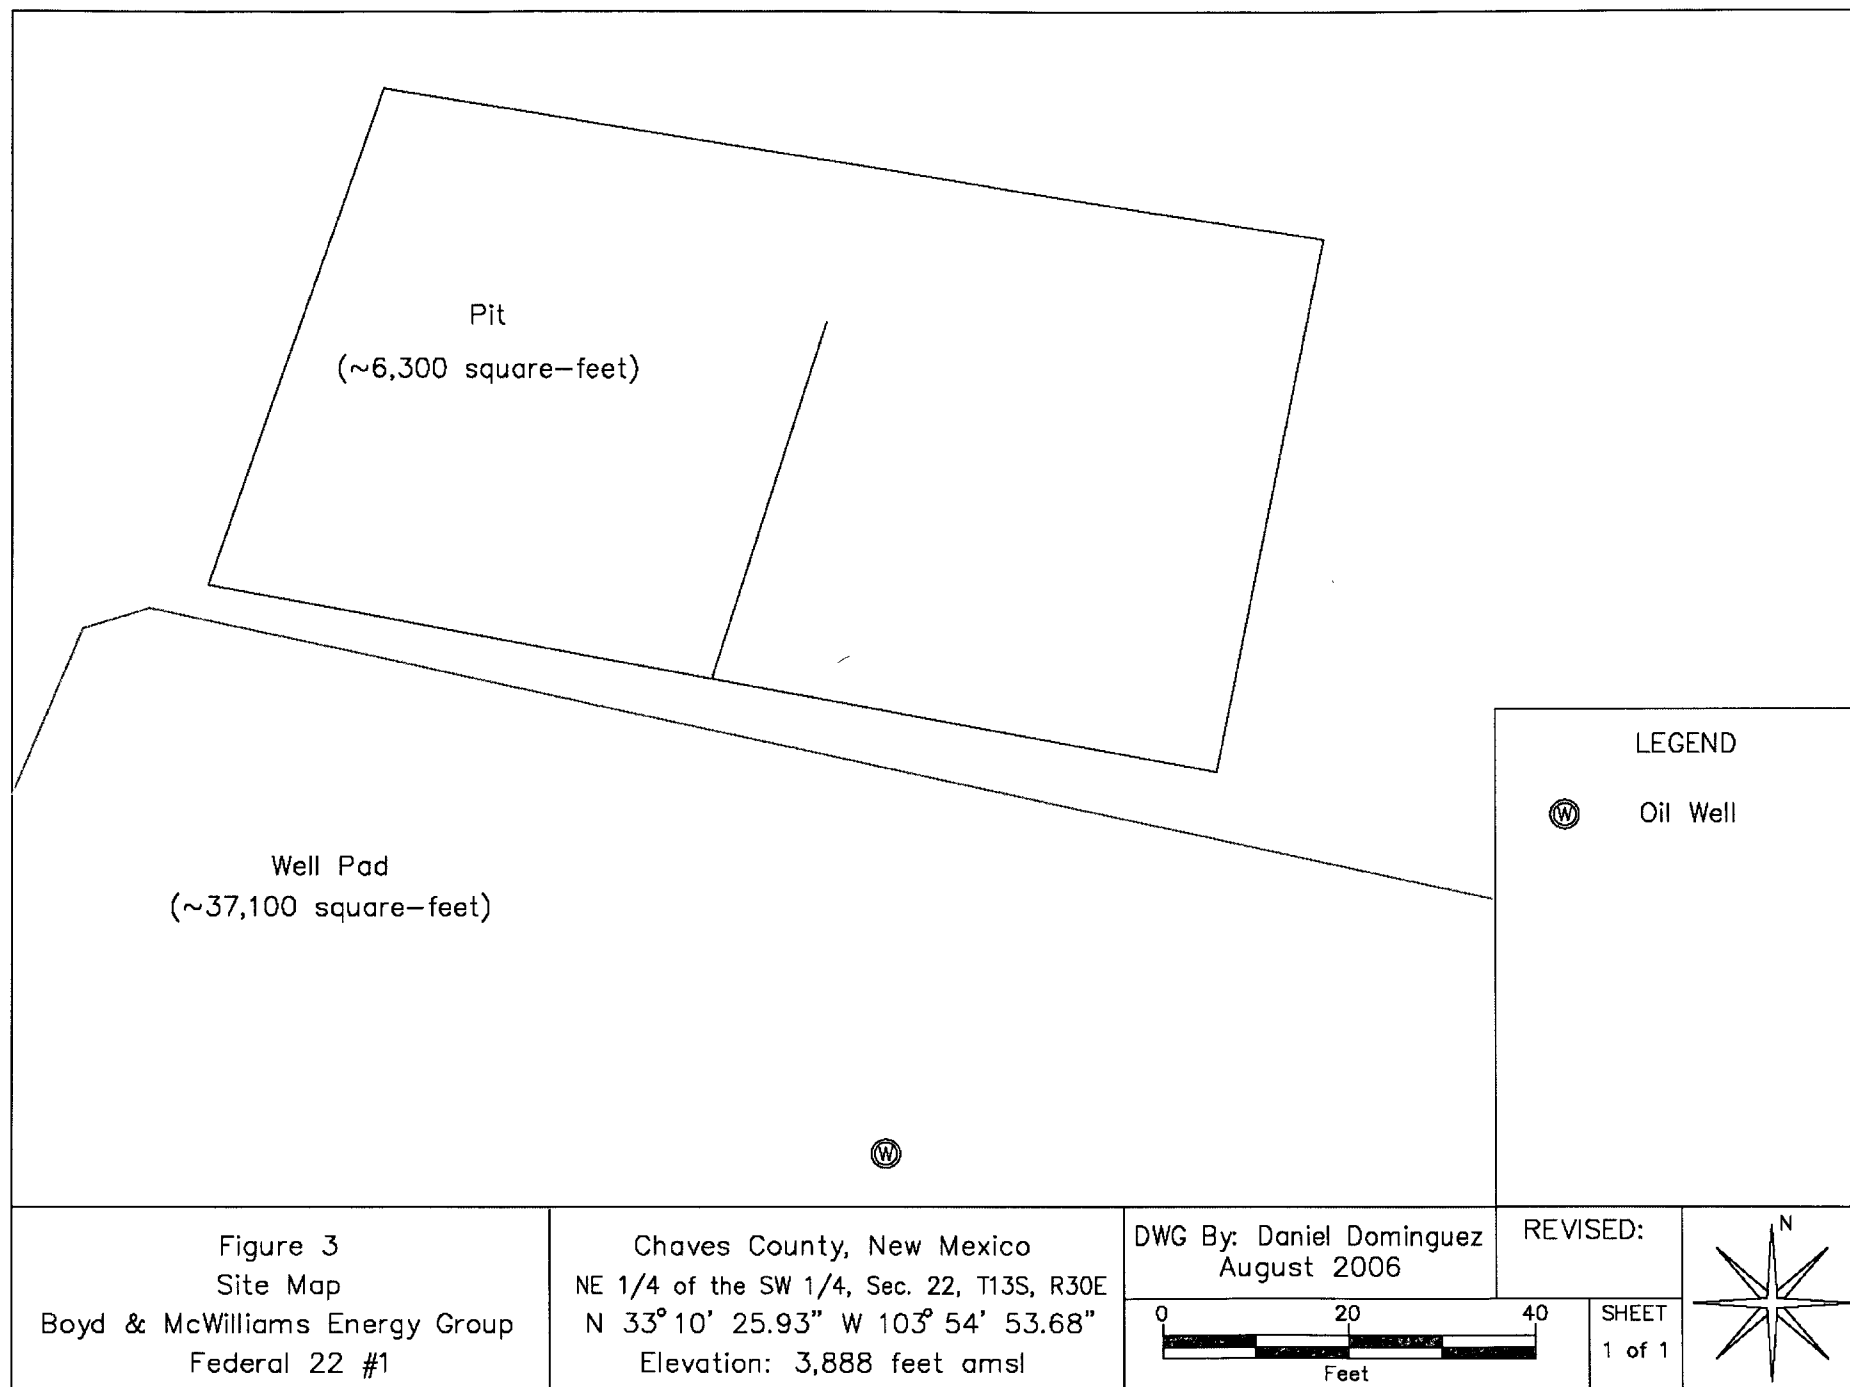 Pit
(~6,300 square-feet)
Well Pad
(~37,100 square-feet)
W
LEGEND
W Oil Well
Figure 3
Site Map
Boyd & McWilliams Energy Group
Federal 22 #1
Chaves County, New Mexico
NE 1/4 of the SW 1/4, Sec. 22, T13S, R30E
N 33° 10' 25.93" W 103° 54' 53.68"
Elevation: 3,888 feet amsl
DWG By: Daniel Dominguez
August 2006
REVISED:
0 20 40
Feet
SHEET
1 of 1
N